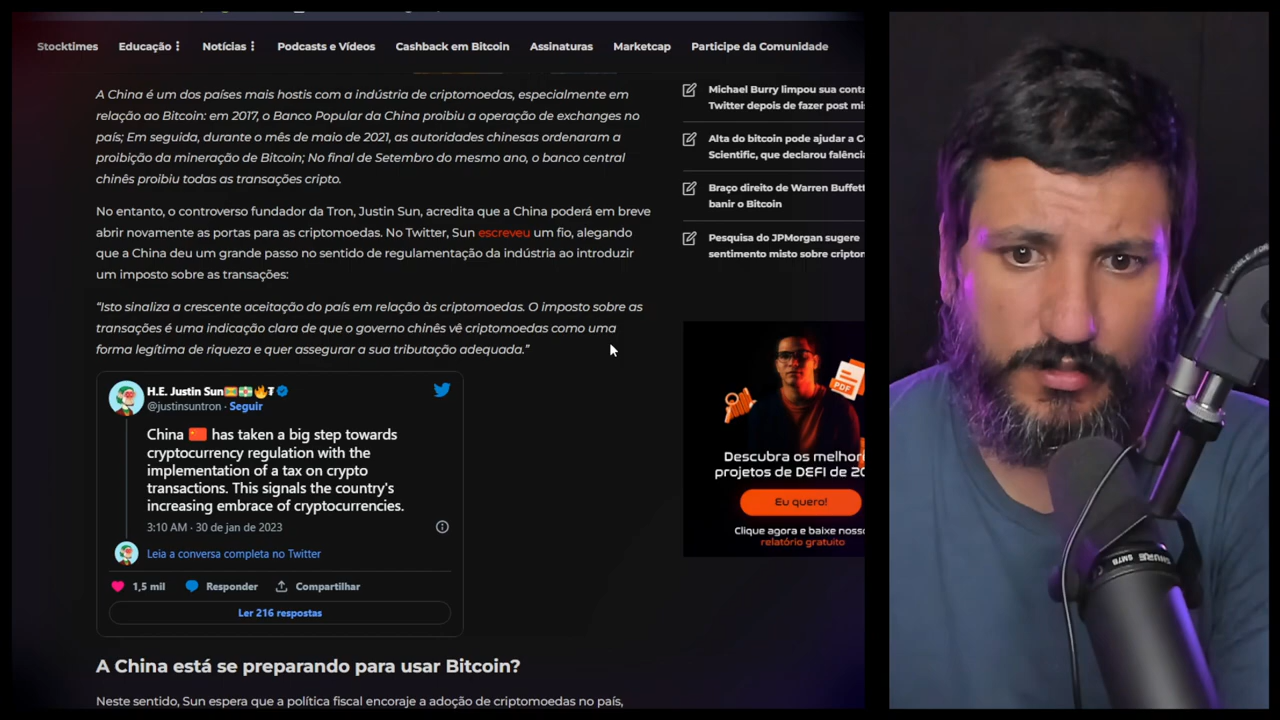 Stocktimes Educação Notícias Podcasts e Vídeos Cashback em Bitcoin Assinaturas Marketcap Participe da Comunidade
A China é um dos países mais hostis com a indústria de criptomoedas, especialmente em
relação ao Bitcoin: em 2017, o Banco Popular da China proibiu a operação de exchanges no
país; Em seguida, durante o mês de maio de 2021, as autoridades chinesas ordenaram a
proibição da mineração de Bitcoin; No final de Setembro do mesmo ano, o banco central
chinês proibiu todas as transações cripto.
No entanto, o controverso fundador da Tron, Justin Sun, acredita que a China poderá em breve
abrir novamente as portas para as criptomoedas. No Twitter, Sun escreveu um fio, alegando
que a China deu um grande passo no sentido de regulamentação da indústria ao introduzir
um imposto sobre as transações:
“Isto sinaliza a crescente aceitação do país em relação às criptomoedas. O imposto sobre as
transações é uma indicação clara de que o governo chinês vê criptomoedas como uma
forma legítima de riqueza e quer assegurar a sua tributação adequada.”
H.E. Justin Sun
@justinsuntron · Seguir
China has taken a big step towards
cryptocurrency regulation with the
implementation of a tax on crypto
transactions. This signals the country's
increasing embrace of cryptocurrencies.
3:10 AM · 30 de jan de 2023
Leia a conversa completa no Twitter
1,5 mil Responder Compartilhar
Ler 216 respostas
A China está se preparando para usar Bitcoin?
Neste sentido, Sun espera que a política fiscal encoraje a adoção de criptomoedas no país,
Michael Burry limpou sua conta
Twitter depois de fazer post mi
Alta do bitcoin pode ajudar a C
Scientific, que declarou falência
Braço direito de Warren Buffett
banir o Bitcoin
Pesquisa do JPMorgan sugere
sentimento misto sobre cripton
PDF
Descubra os melhor
projetos de DEFI de 20
Eu quero!
Clique agora e baixe nosso
relatório gratuito
SHURE SM7B